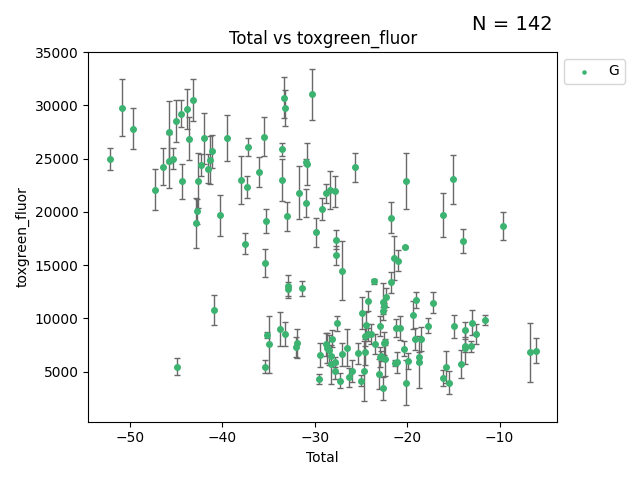 N = 142
Total vs toxgreen_fluor
G
toxgreen_fluor
35000
30000
25000
20000
15000
10000
5000
−50 −40 −30 −20 −10
Total